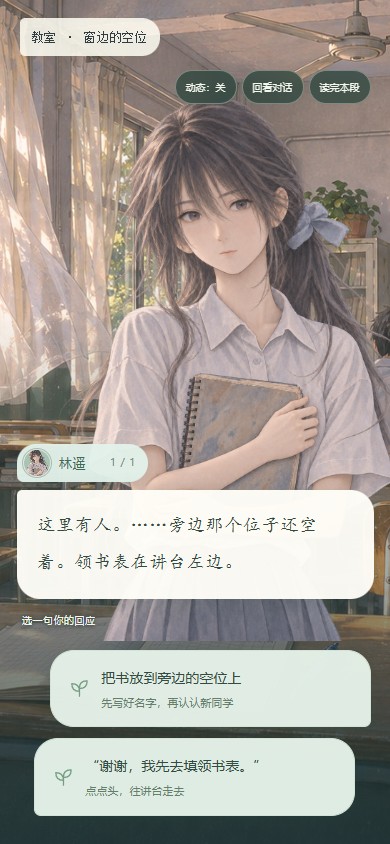 教室 · 窗边的空位
动态：关
回看对话
读完本段
林遥 1 / 1
这里有人。……旁边那个位子还空
着。领书表在讲台左边。
选一句你的回应
把书放到旁边的空位上
先写好名字，再认认新同学
“谢谢，我先去填领书表。”
点点头，往讲台走去